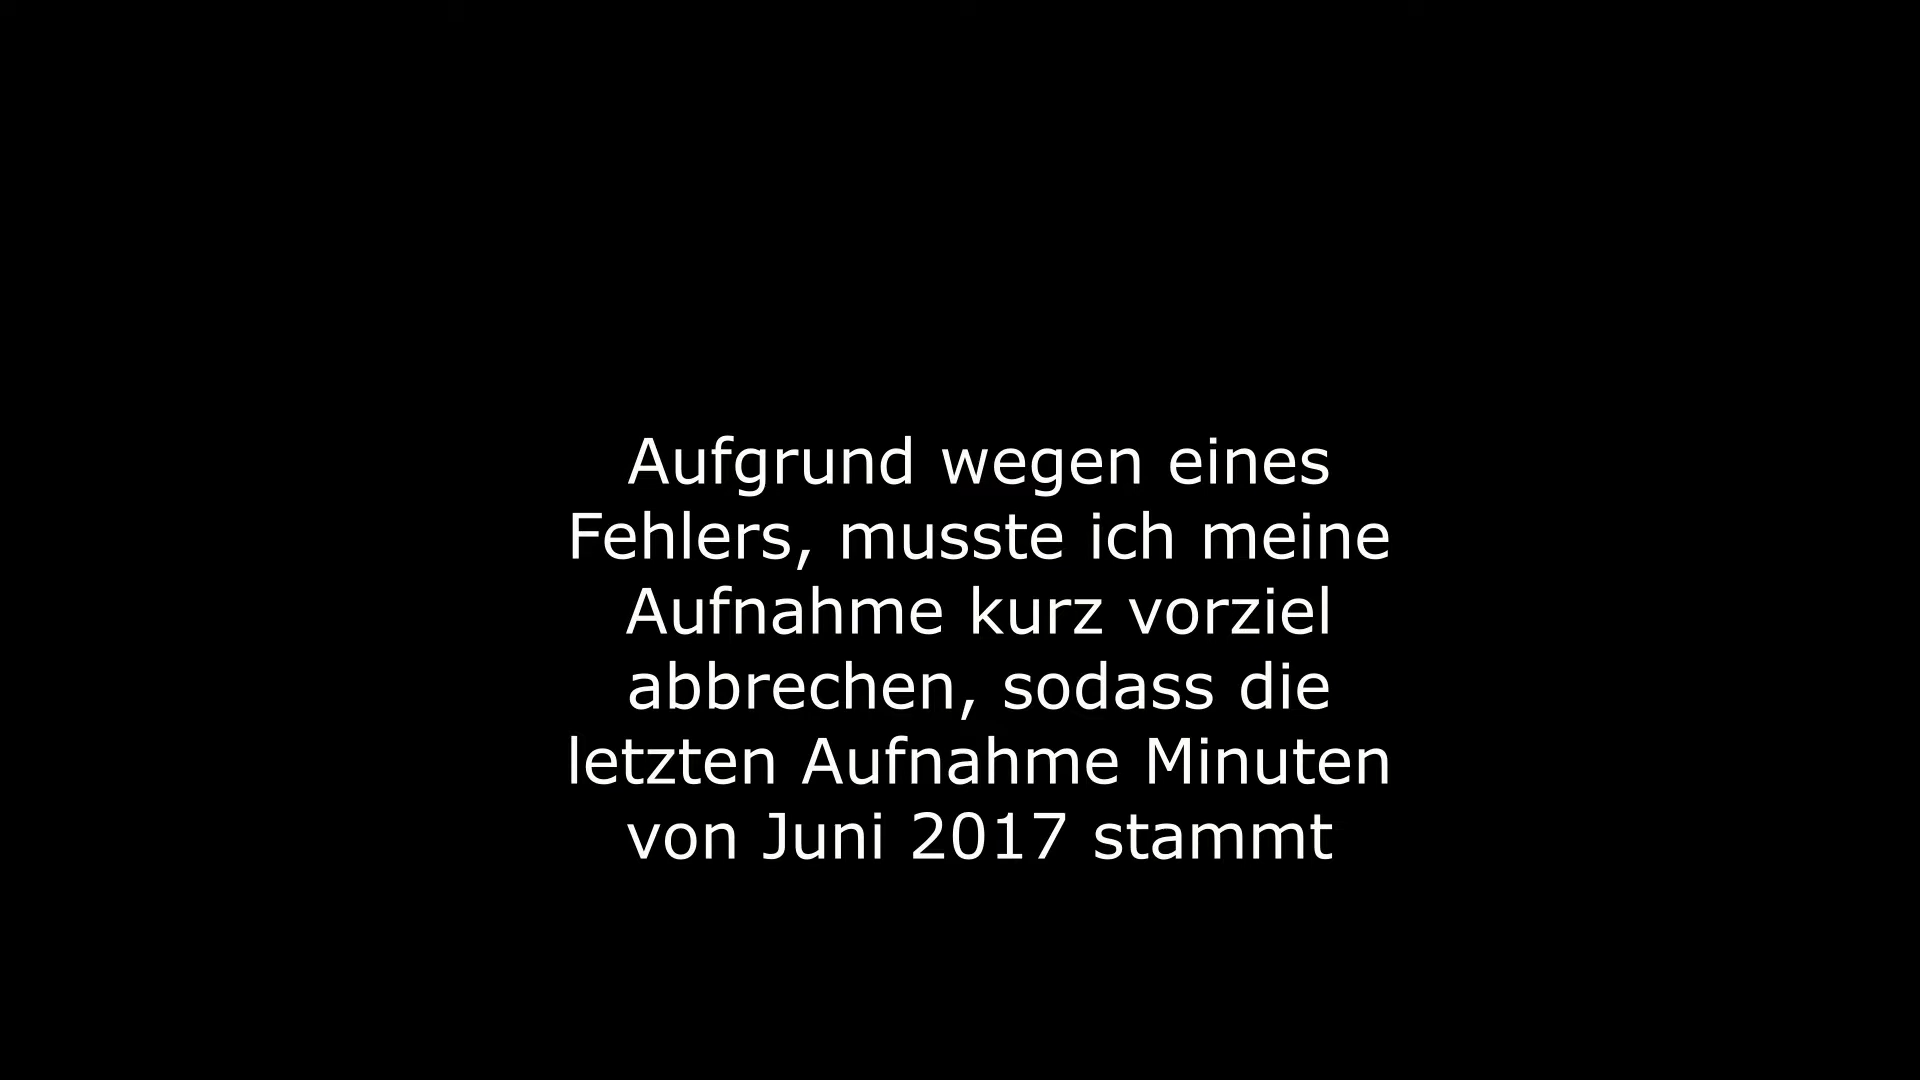 Aufgrund wegen eines
Fehlers, musste ich meine
Aufnahme kurz vorziel
abbrechen, sodass die
letzten Aufnahme Minuten
von Juni 2017 stammt